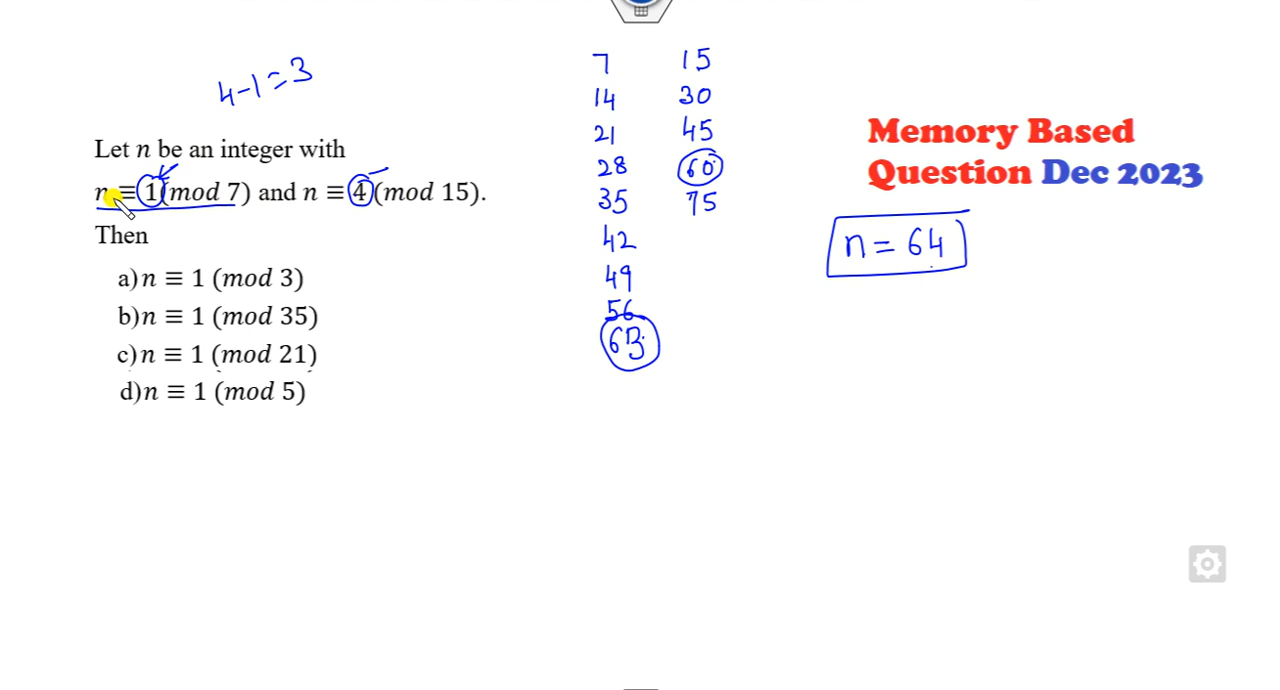 4-1=3
Let n be an integer with
n ≡ 1(mod 7) and n ≡ 4(mod 15).
Then
a)n ≡ 1 (mod 3)
b)n ≡ 1 (mod 35)
c)n ≡ 1 (mod 21)
d)n ≡ 1 (mod 5)
7 15
14 30
21 45
28 60
35 75
42
49
56
63
Memory Based
Question Dec 2023
n = 64